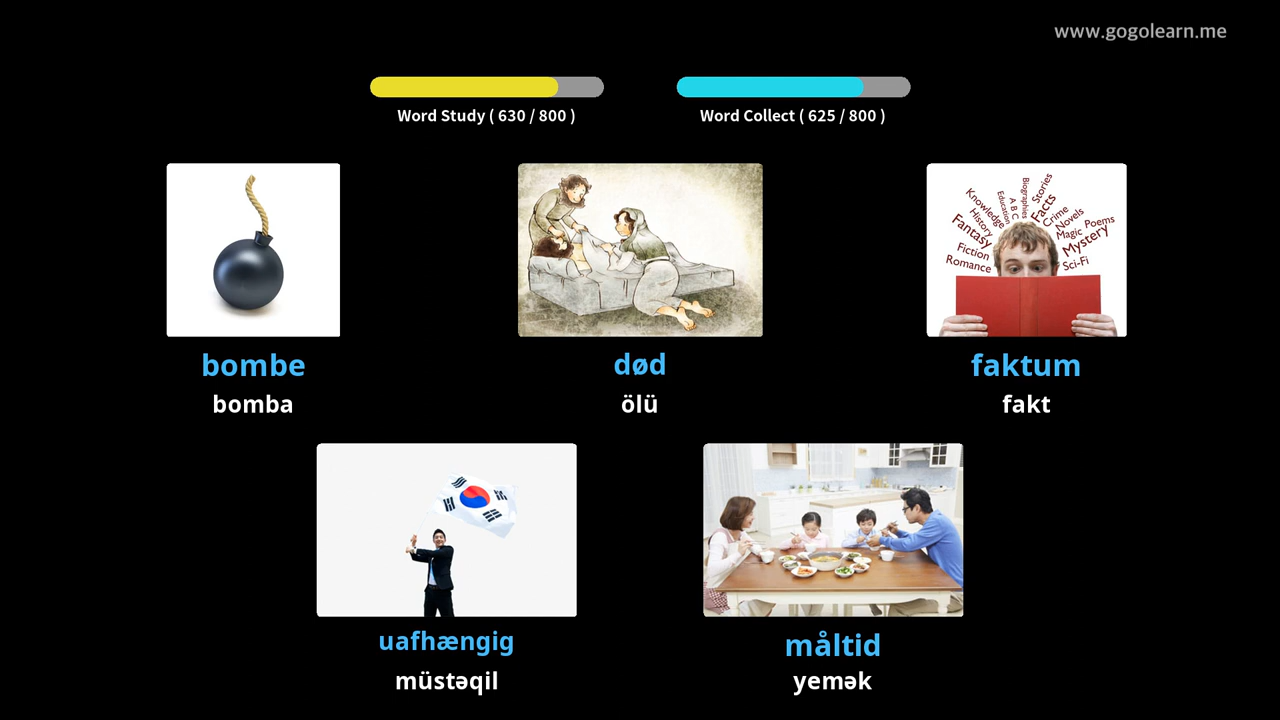 www.gogolearn.me
Word Study ( 630 / 800 )
Word Collect ( 625 / 800 )
Knowledge
History
Fantasy
Fiction
Romance
Education
A B C
Biographies
Stories
Facts
Crime
Novels
Magic
Poems
Mystery
Sci-Fi
bombe
bomba
død
ölü
faktum
fakt
uafhængig
müstəqil
måltid
yemək